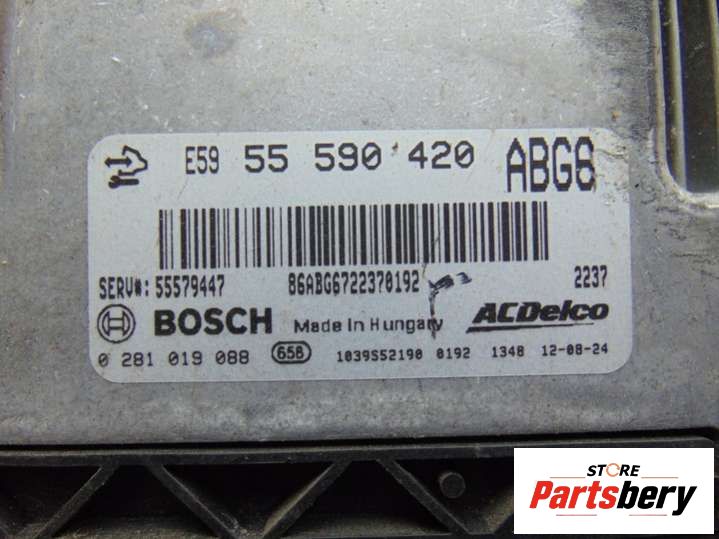 E59 55 590 420 ABG8
SERV#: 55579447 86ABG6722370192 2237
BOSCH Made in Hungary ACDelco
0 281 019 088 658 1039S52190 0192 1348 12-08-24
STORE
Partsbery